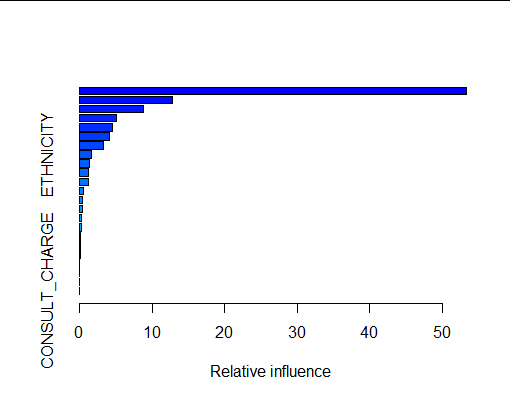 CONSULT_CHARGE ETHNICITY
0 10 20 30 40 50
Relative influence